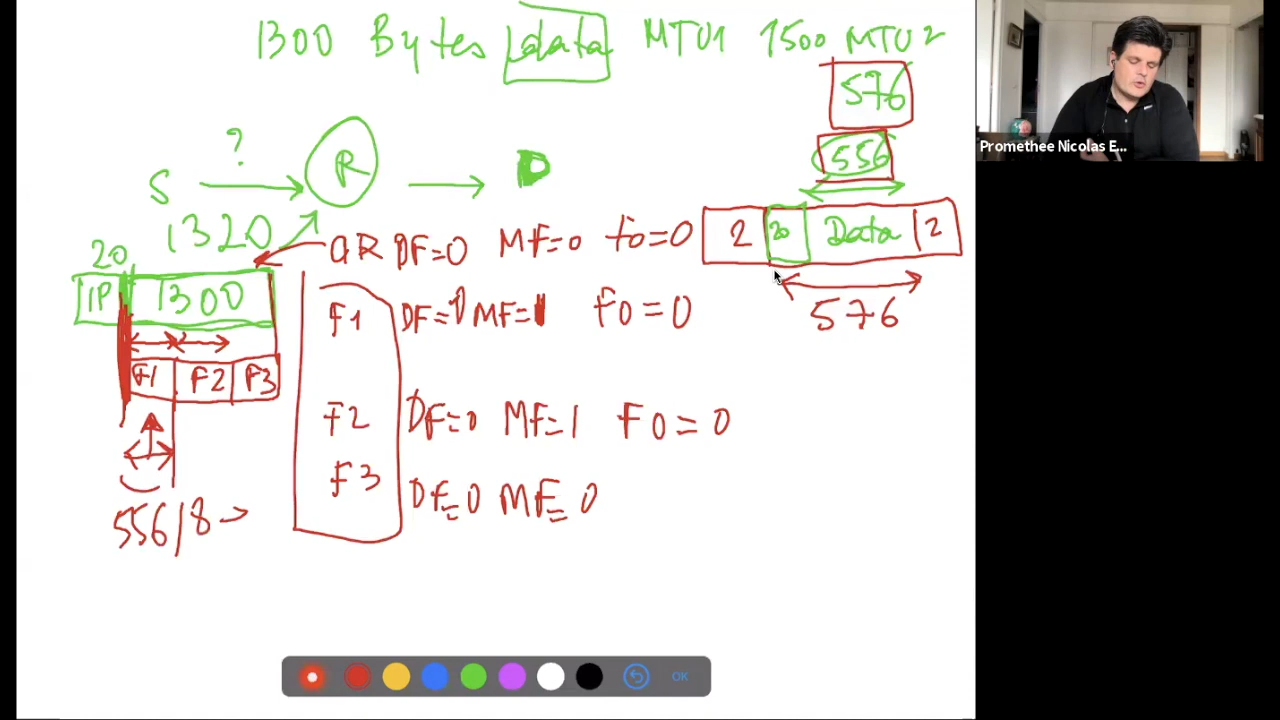 1300 Bytes data MTU1 1500 MTU2
576
556
?
S R D
1320
20
IP 1300
F1 F2 F3
556/8
OR DF=0 MF=0 fo=0
F1 DF=0 MF=1 fo=0
F2 DF=0 MF=1 FO=0
F3 DF=0 MF=0
2 20 Data 2
576
Promethee Nicolas E...
OK